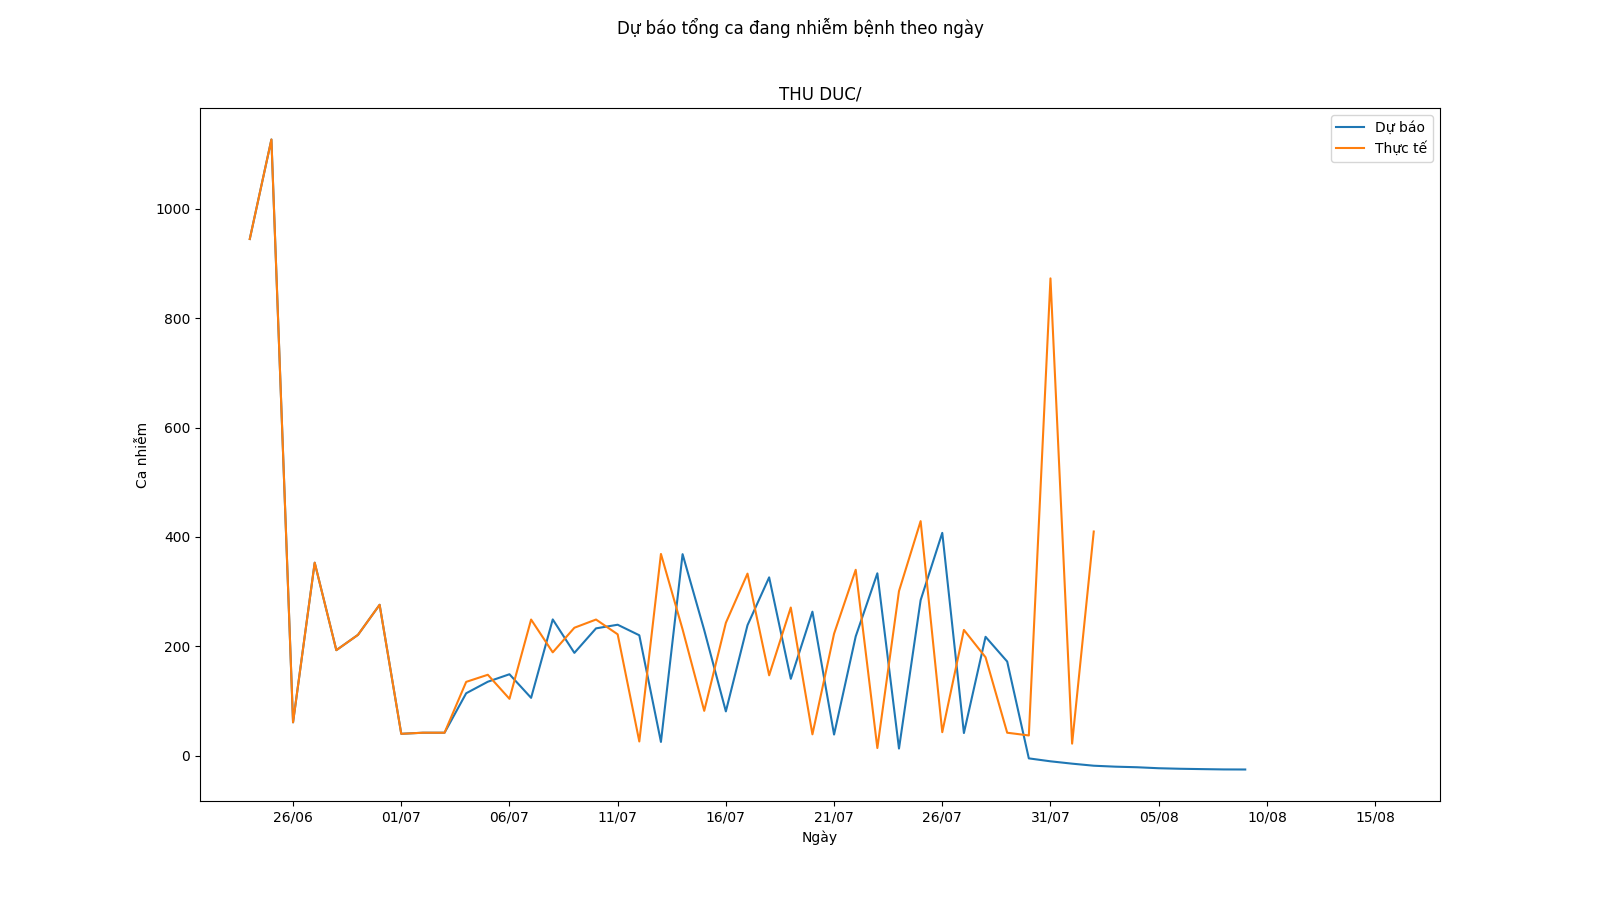 Dự báo tổng ca đang nhiễm bệnh theo ngày
THU DUC/
Dự báo
Thực tế
1000
800
600
400
200
0
Ca nhiễm
26/06
01/07
06/07
11/07
16/07
21/07
26/07
31/07
05/08
10/08
15/08
Ngày